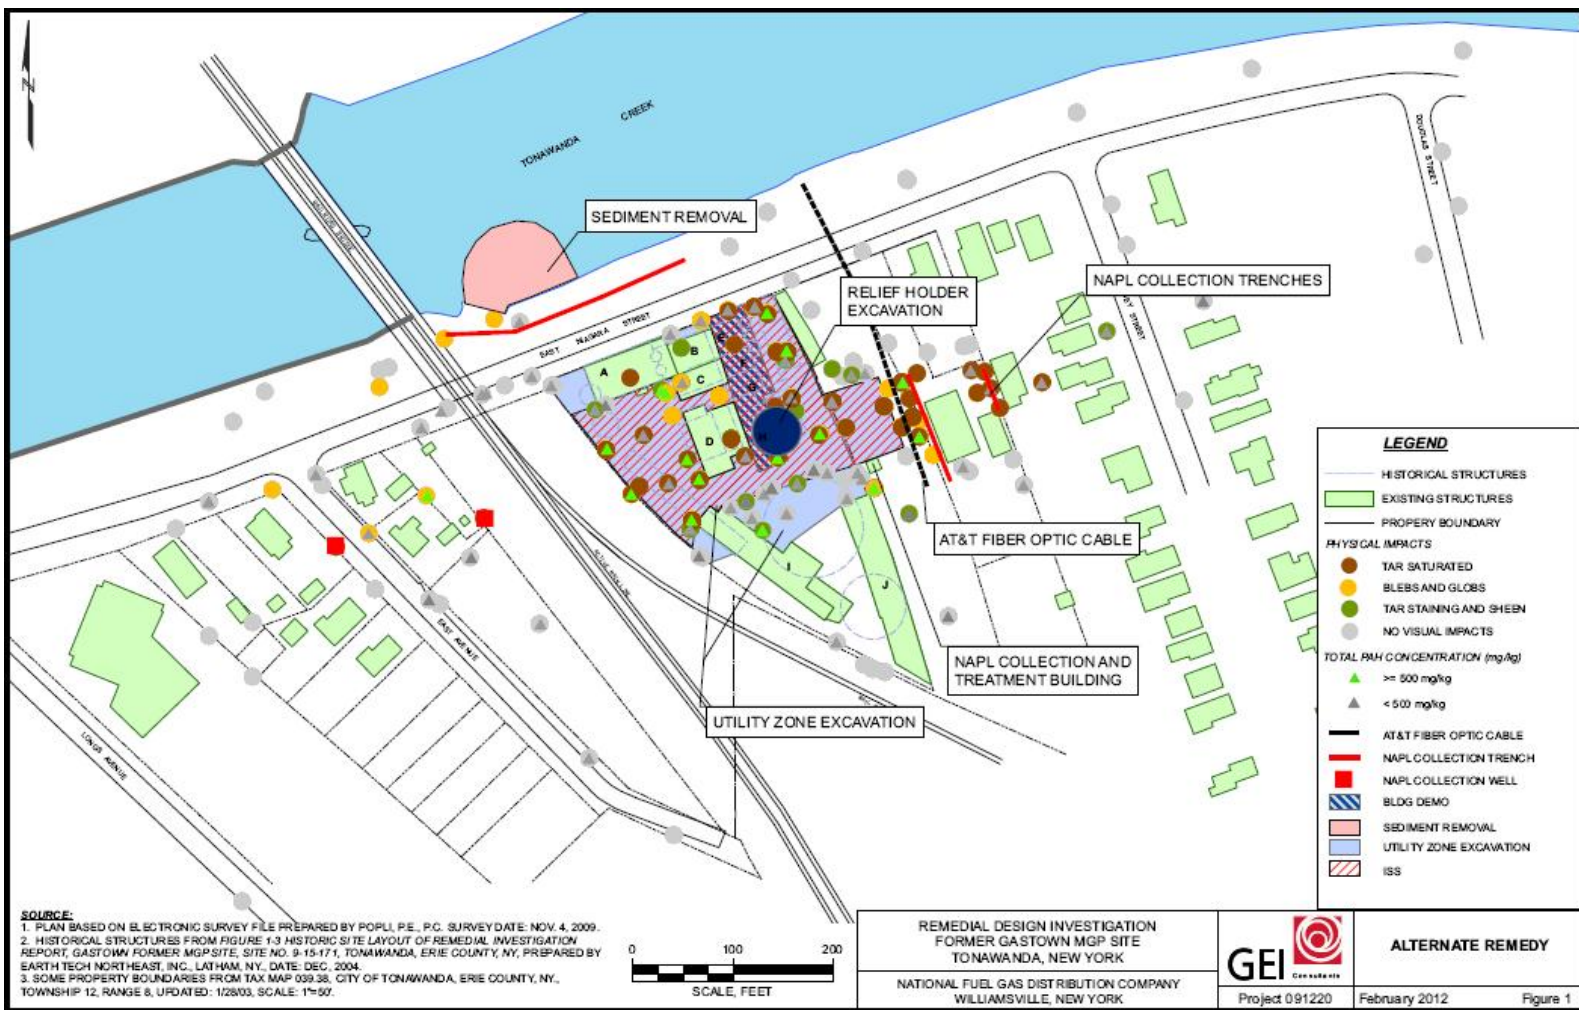 N
TONAWANDA CREEK
SEDIMENT REMOVAL
EAST NIAGARA STREET
RELIEF HOLDER
EXCAVATION
NAPL COLLECTION TRENCHES
DOUGLAS STREET
A
B
C
D
E
F
G
H
I
J
AT&T FIBER OPTIC CABLE
NAPL COLLECTION AND
TREATMENT BUILDING
UTILITY ZONE EXCAVATION
EAST AVENUE
LONGS AVENUE
LEGEND
HISTORICAL STRUCTURES
EXISTING STRUCTURES
PROPERY BOUNDARY
PHYSICAL IMPACTS
TAR SATURATED
BLEBS AND GLOBS
TAR STAINING AND SHEEN
NO VISUAL IMPACTS
TOTAL PAH CONCENTRATION (mg/kg)
>= 500 mg/kg
< 500 mg/kg
AT&T FIBER OPTIC CABLE
NAPL COLLECTION TRENCH
NAPL COLLECTION WELL
BLDG DEMO
SEDIMENT REMOVAL
UTILITY ZONE EXCAVATION
ISS
SOURCE:
1. PLAN BASED ON ELECTRONIC SURVEY FILE PREPARED BY POPLI, P.E., P.C. SURVEY DATE: NOV. 4, 2009.
2. HISTORICAL STRUCTURES FROM FIGURE 1-3 HISTORIC SITE LAYOUT OF REMEDIAL INVESTIGATION
REPORT, GASTOWN FORMER MGP SITE, SITE NO. 9-15-171, TONAWANDA, ERIE COUNTY, NY, PREPARED BY
EARTH TECH NORTHEAST, INC., LATHAM, NY., DATE: DEC, 2004.
3. SOME PROPERTY BOUNDARIES FROM TAX MAP 039.38, CITY OF TONAWANDA, ERIE COUNTY, NY.,
TOWNSHIP 12, RANGE 8, UPDATED: 1/28/03, SCALE: 1"=50'.
0 100 200
SCALE, FEET
REMEDIAL DESIGN INVESTIGATION
FORMER GASTOWN MGP SITE
TONAWANDA, NEW YORK
NATIONAL FUEL GAS DISTRIBUTION COMPANY
WILLIAMSVILLE, NEW YORK
GEI Consultants
Project 091220
ALTERNATE REMEDY
February 2012
Figure 1